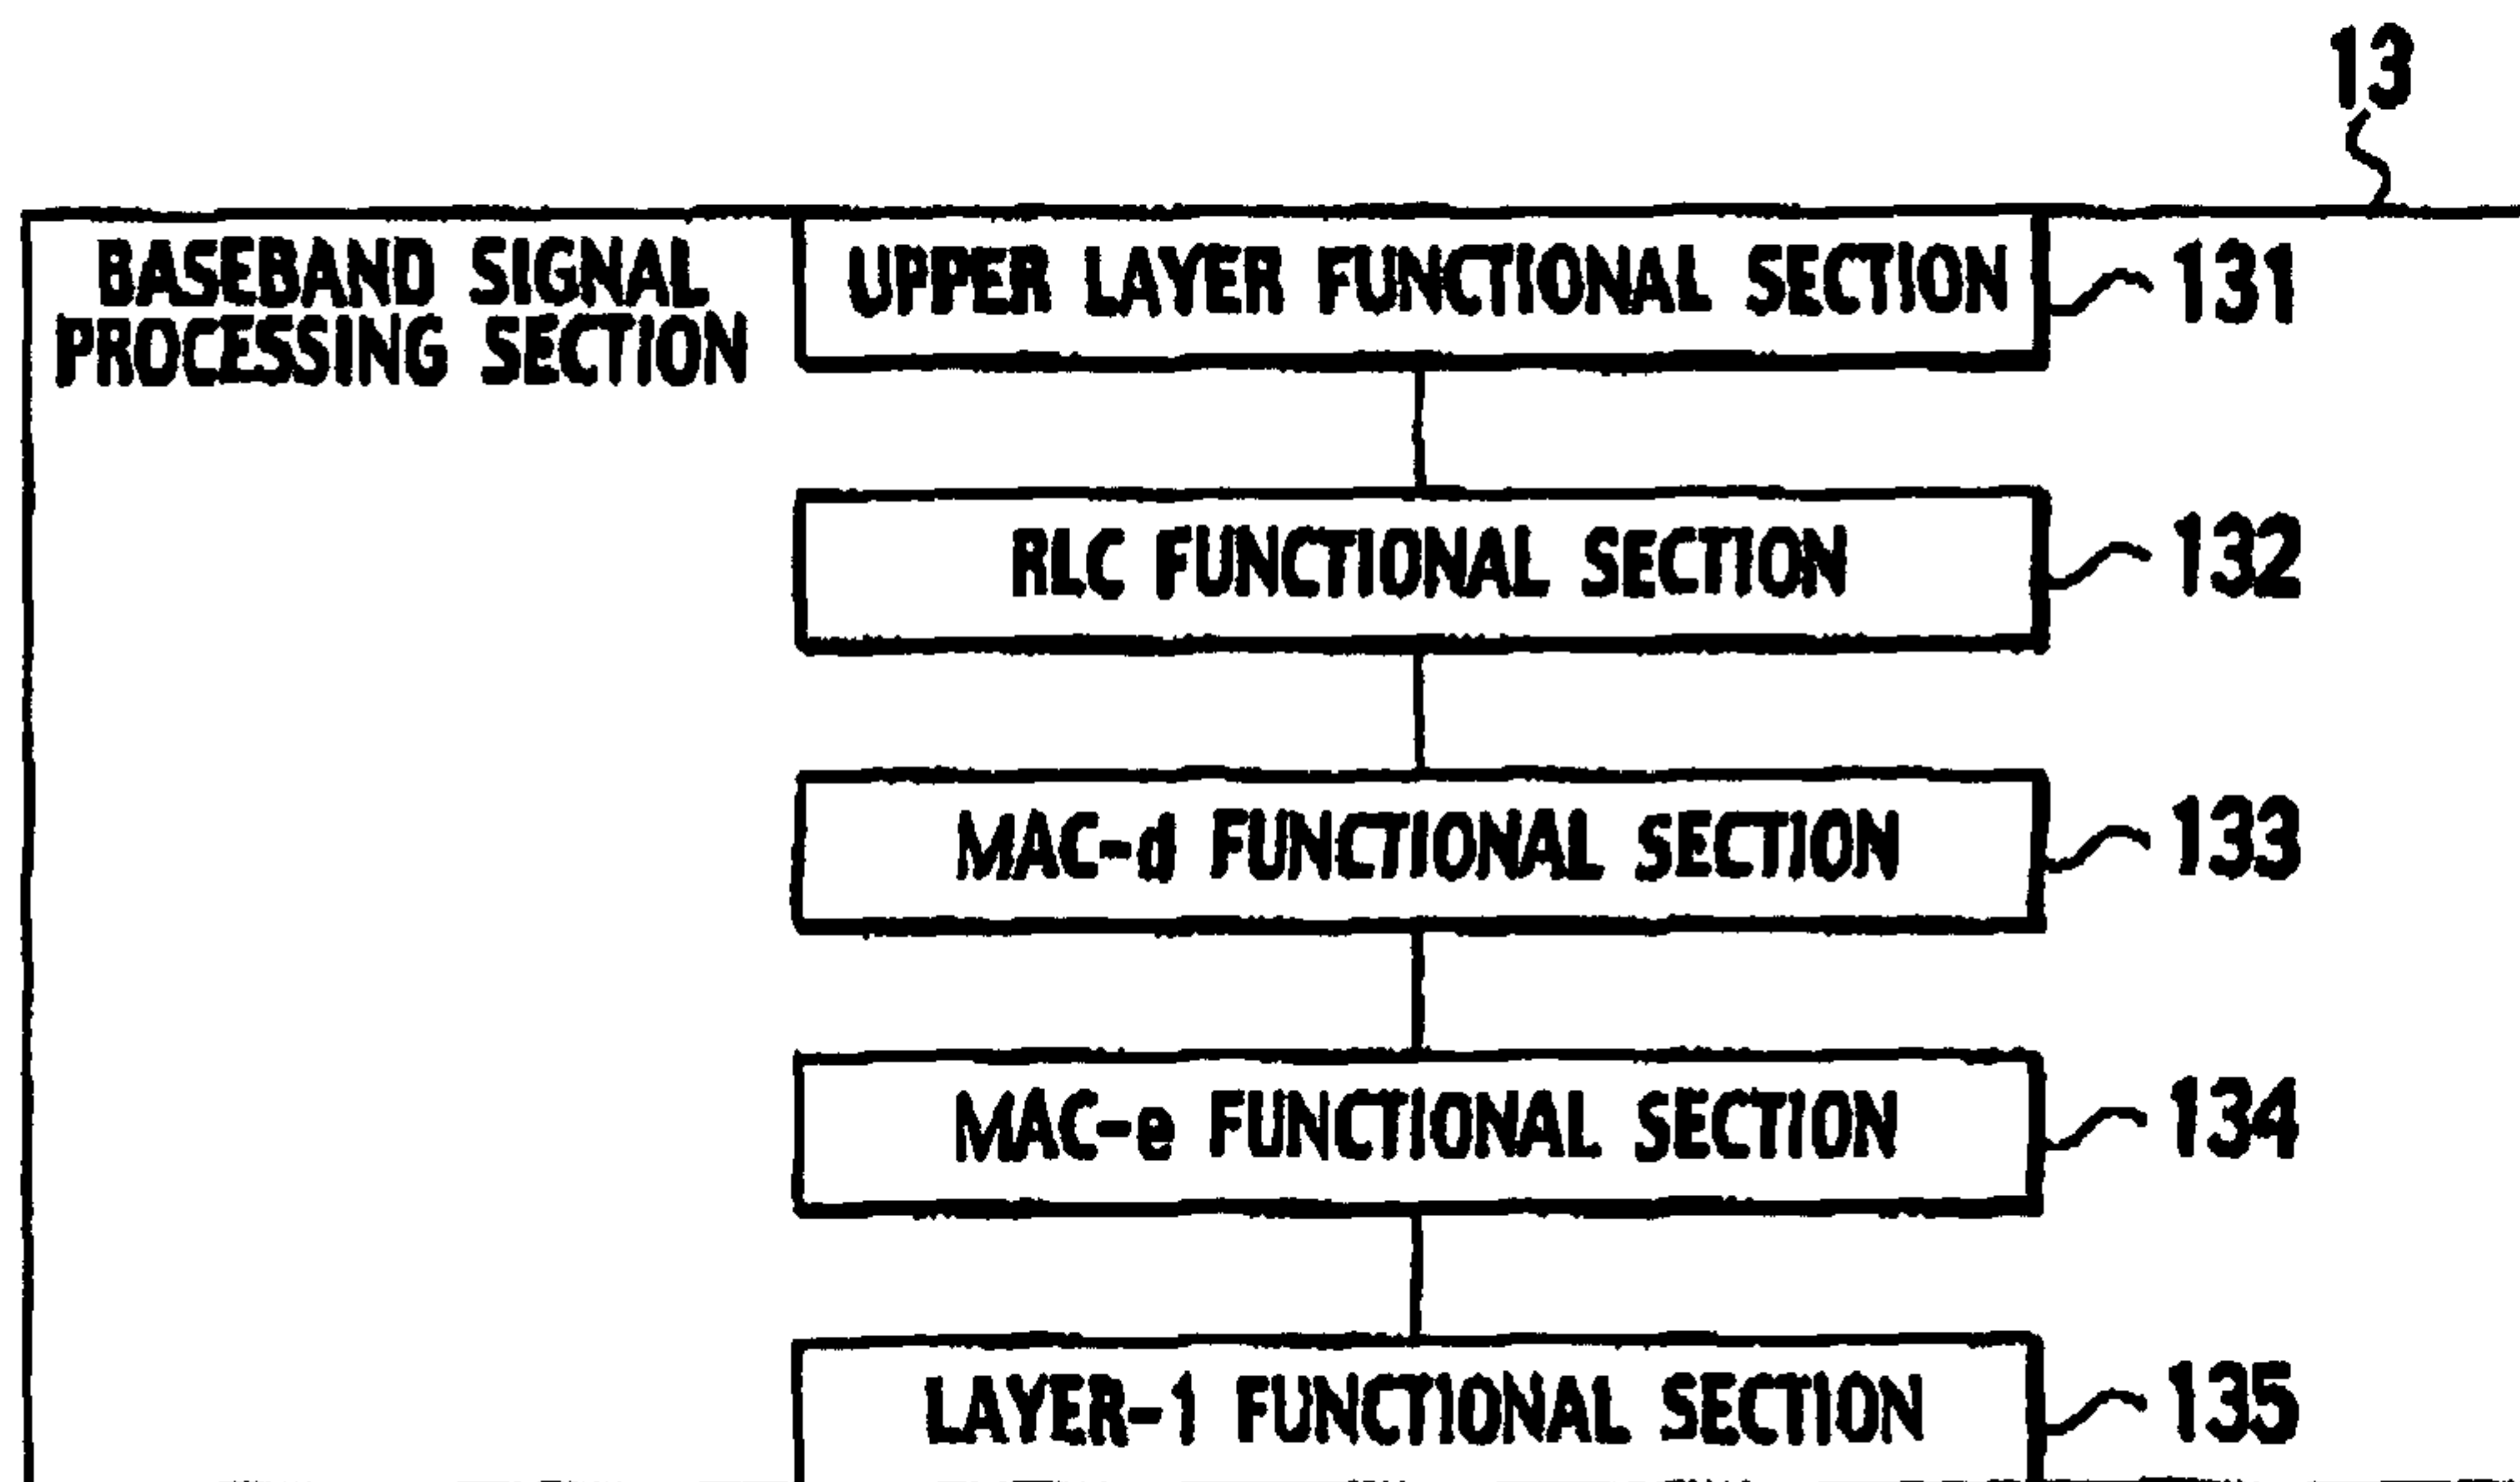 13
BASEBAND SIGNAL
PROCESSING SECTION
UPPER LAYER FUNCTIONAL SECTION
131
RLC FUNCTIONAL SECTION
132
MAC-d FUNCTIONAL SECTION
133
MAC-e FUNCTIONAL SECTION
134
LAYER-1 FUNCTIONAL SECTION
135